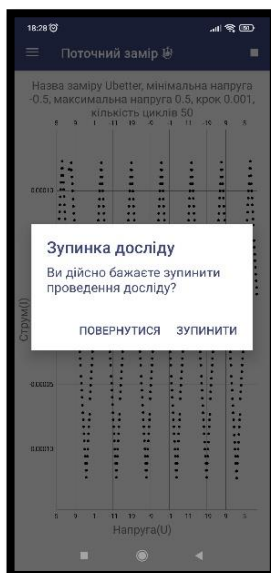 18:28
Поточний замір
Назва заміру Ubetter, мінімальна напруга
-0.5, максимальна напруга 0.5, крок 0.001,
кількість циклів 50
Зупинка досліду
Ви дійсно бажаєте зупинити
проведення досліду?
ПОВЕРНУТИСЯ ЗУПИНИТИ
Струм(I)
Напруга(U)